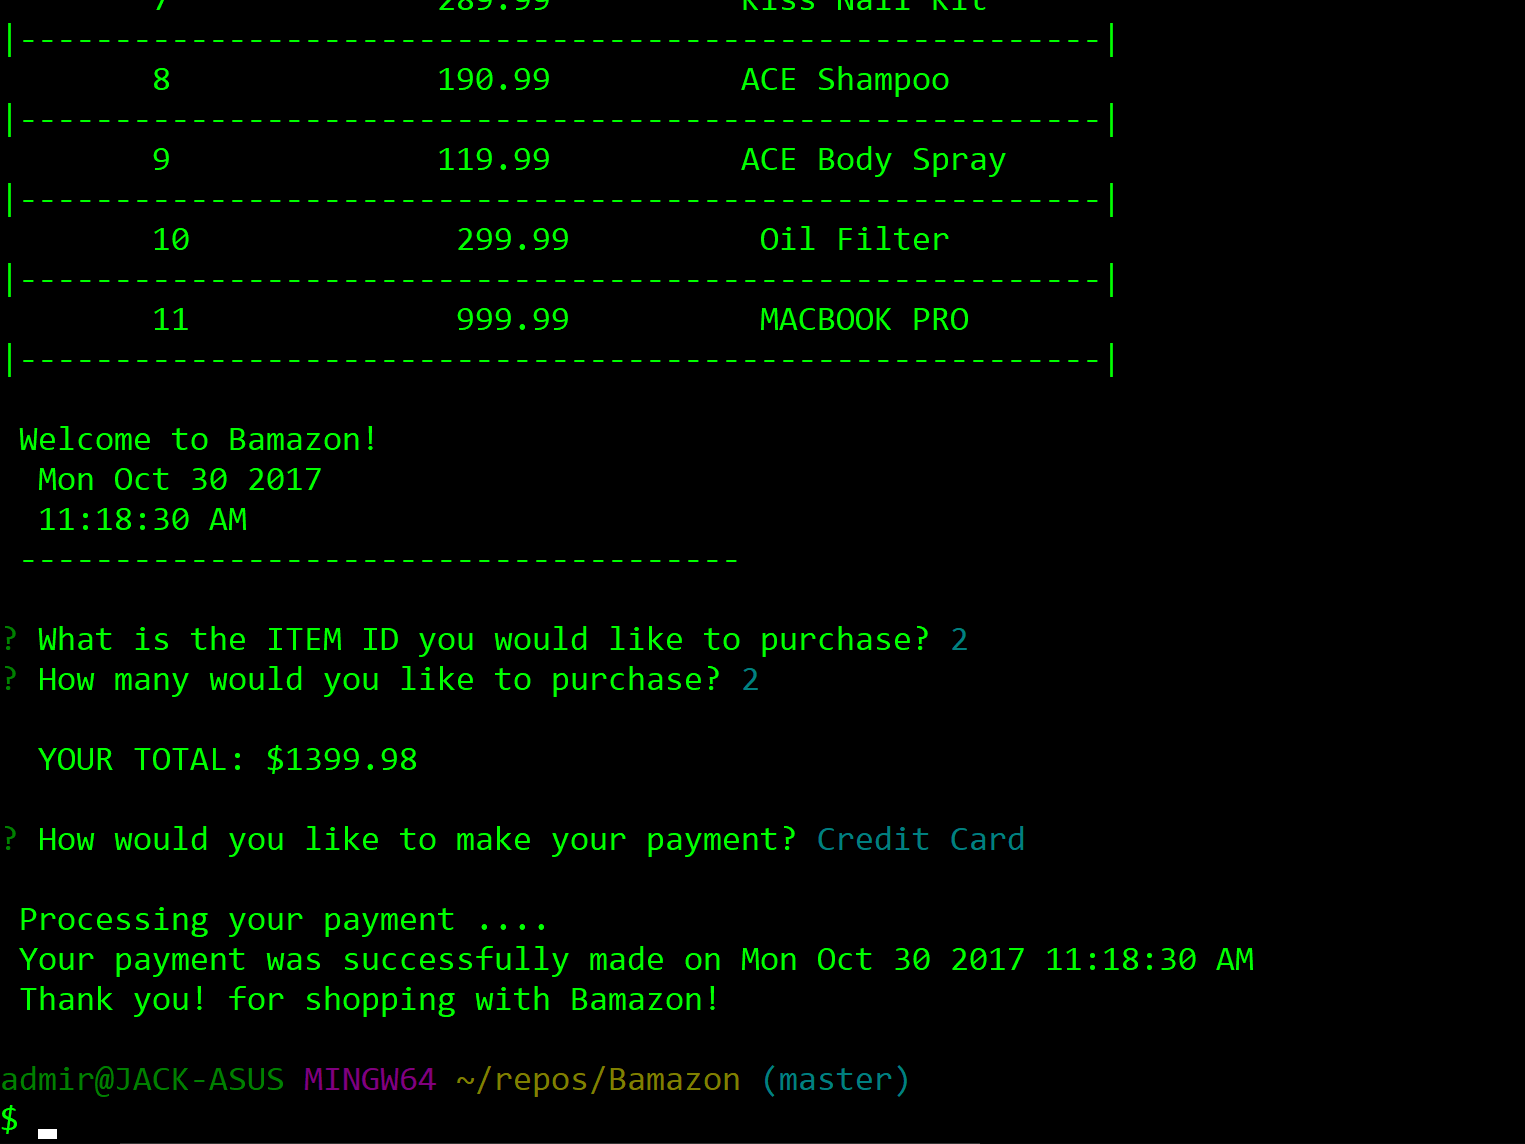 7 289.99 Kiss Nail Kit
|---------------------------------------------------------|
8 190.99 ACE Shampoo
|---------------------------------------------------------|
9 119.99 ACE Body Spray
|---------------------------------------------------------|
10 299.99 Oil Filter
|---------------------------------------------------------|
11 999.99 MACBOOK PRO
|---------------------------------------------------------|
Welcome to Bamazon!
Mon Oct 30 2017
11:18:30 AM
--------------------------------------
? What is the ITEM ID you would like to purchase? 2
? How many would you like to purchase? 2
YOUR TOTAL: $1399.98
? How would you like to make your payment? Credit Card
Processing your payment ....
Your payment was successfully made on Mon Oct 30 2017 11:18:30 AM
Thank you! for shopping with Bamazon!
admir@JACK-ASUS MINGW64 ~/repos/Bamazon (master)
$